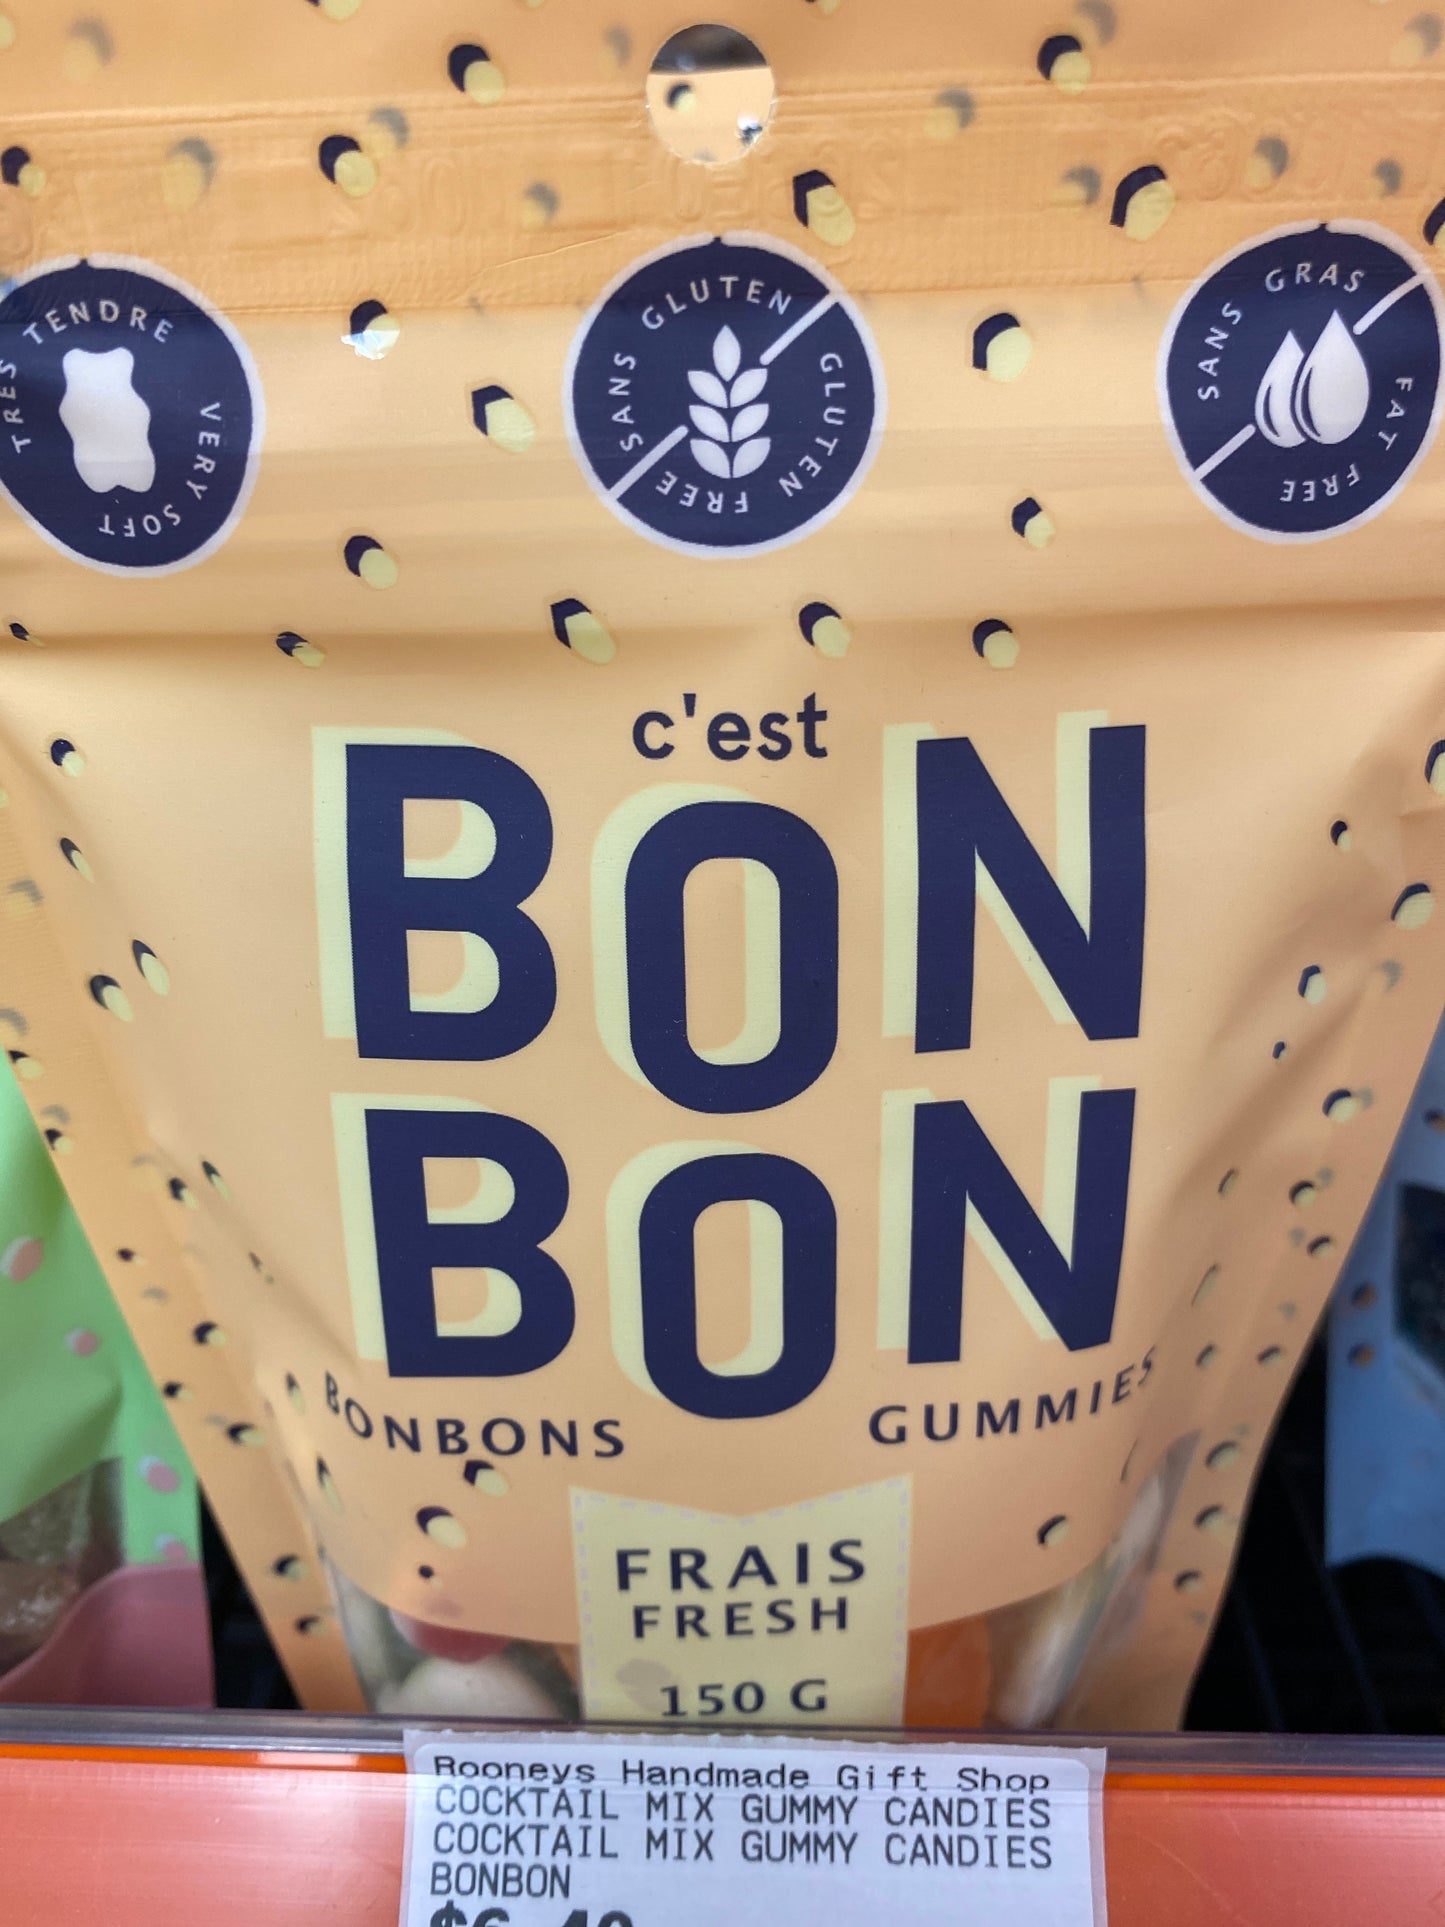 TRES TENDRE
VERY SOFT
SANS GLUTEN
GLUTEN FREE
SANS GRAS
FAT FREE
c'est
BON
BON
BONBONS GUMMIES
FRAIS
FRESH
150 G
Rooneys Handmade Gift Shop
COCKTAIL MIX GUMMY CANDIES
COCKTAIL MIX GUMMY CANDIES
BONBON